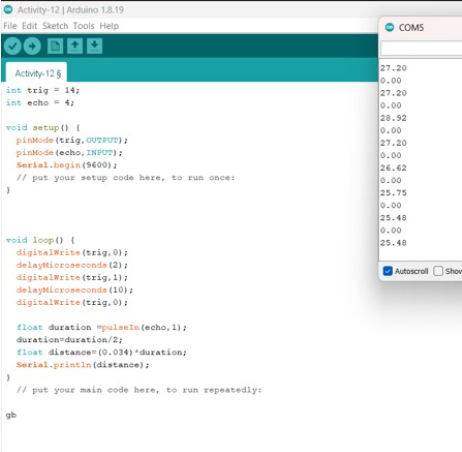 Activity-12 | Arduino 1.8.19
File Edit Sketch Tools Help
Activity-12 §
int trig = 14;
int echo = 4;
void setup() {
pinMode(trig,OUTPUT);
pinMode(echo,INPUT);
Serial.begin(9600);
// put your setup code here, to run once:
}
void loop() {
digitalWrite(trig,0);
delayMicroseconds(2);
digitalWrite(trig,1);
delayMicroseconds(10);
digitalWrite(trig,0);
float duration =pulseIn(echo,1);
duration=duration/2;
float distance=(0.034)*duration;
Serial.println(distance);
}
// put your main code here, to run repeatedly:
gb
COM5
27.20
0.00
27.20
0.00
28.92
0.00
27.20
0.00
26.62
0.00
25.75
0.00
25.48
0.00
25.48
Autoscroll Show